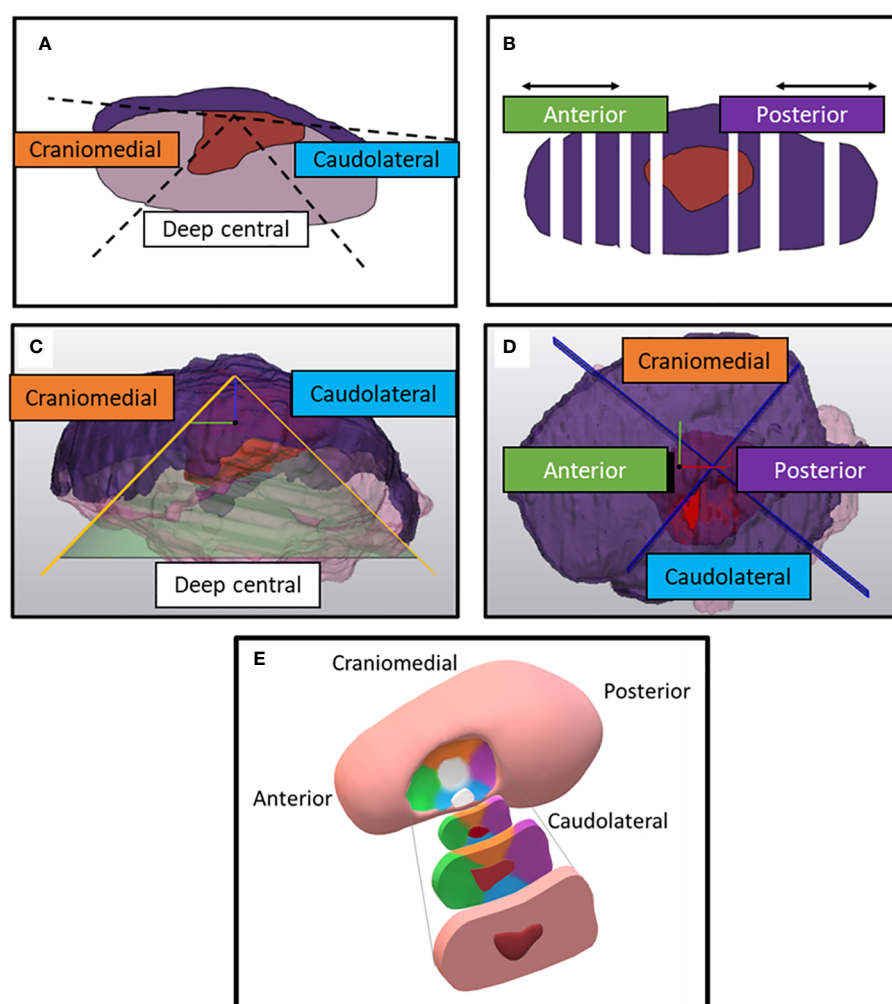 A
Craniomedial
Caudolateral
Deep central
B
Anterior
Posterior
C
Craniomedial
Caudolateral
Deep central
D
Craniomedial
Anterior
Posterior
Caudolateral
E
Craniomedial
Posterior
Anterior
Caudolateral